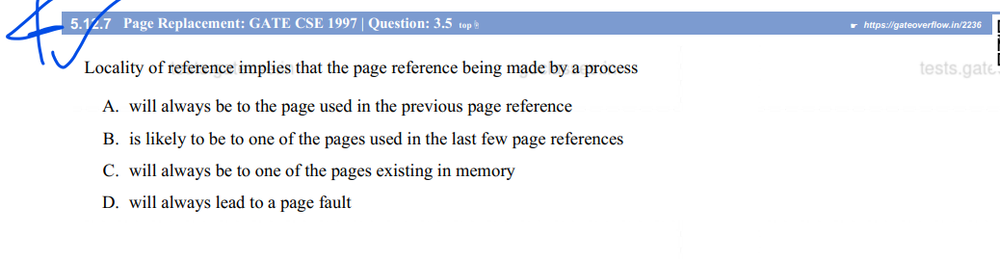 5.12.7 Page Replacement: GATE CSE 1997 | Question: 3.5 top
https://gateoverflow.in/2236
Locality of reference implies that the page reference being made by a process
tests.gate
A. will always be to the page used in the previous page reference
B. is likely to be to one of the pages used in the last few page references
C. will always be to one of the pages existing in memory
D. will always lead to a page fault